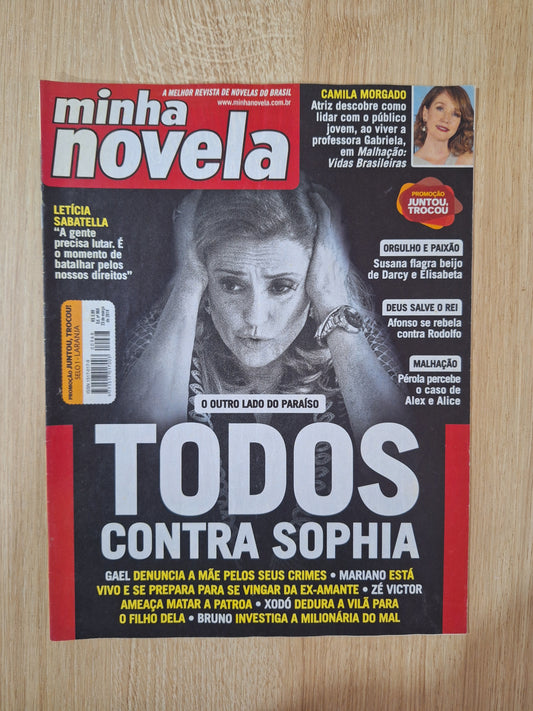 A MELHOR REVISTA DE NOVELAS DO BRASIL
www.minhanovela.com.br
minha
novela
CAMILA MORGADO
Atriz descobre como
lidar com o público
jovem, ao viver a
professora Gabriela,
em Malhação:
Vidas Brasileiras
PROMOÇÃO
JUNTOU,
TROCOU
LETÍCIA
SABATELLA
"A gente
precisa lutar. É
o momento de
batalhar pelos
nossos direitos"
ORGULHO E PAIXÃO
Susana flagra beijo
de Darcy e Elisabeta
DEUS SALVE O REI
Afonso se rebela
contra Rodolfo
MALHAÇÃO
Pérola percebe
o caso de
Alex e Alice
PROMOÇÃO JUNTOU, TROCOU!
SELO 1 - LARANJA
O OUTRO LADO DO PARAÍSO
TODOS
CONTRA SOPHIA
GAEL DENUNCIA A MÃE PELOS SEUS CRIMES • MARIANO ESTÁ
VIVO E SE PREPARA PARA SE VINGAR DA EX-AMANTE • ZÉ VICTOR
AMEAÇA MATAR A PATROA • XODÓ DEDURA A VILÃ PARA
O FILHO DELA • BRUNO INVESTIGA A MILIONÁRIA DO MAL